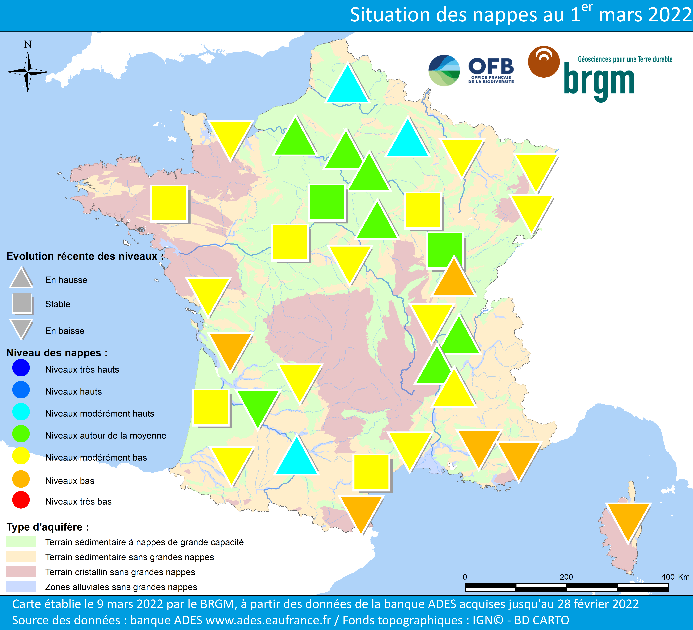 Situation des nappes au 1er mars 2022
N
OFB
OFFICE FRANÇAIS
DE LA BIODIVERSITÉ
Géosciences pour une Terre durable
brgm
Evolution récente des niveaux :
En hausse
Stable
En baisse
Niveau des nappes :
Niveaux très hauts
Niveaux hauts
Niveaux modérément hauts
Niveaux autour de la moyenne
Niveaux modérément bas
Niveaux bas
Niveaux très bas
Type d'aquifère :
Terrain sédimentaire à nappes de grande capacité
Terrain sédimentaire sans grandes nappes
Terrain cristallin sans grandes nappes
Zones alluviales sans grandes nappes
0 200 400 Km
Carte établie le 9 mars 2022 par le BRGM, à partir des données de la banque ADES acquises jusqu'au 28 février 2022
Source des données : banque ADES www.ades.eaufrance.fr / Fonds topographiques : IGN© - BD CARTO